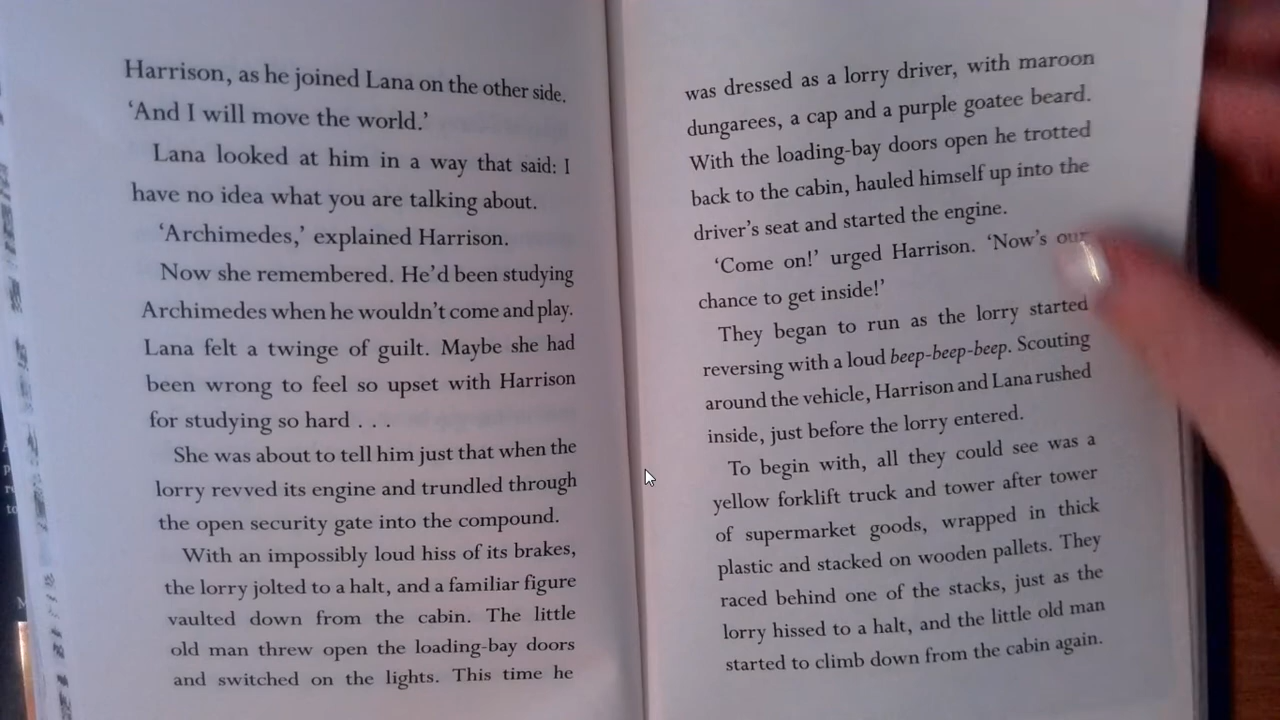 Harrison, as he joined Lana on the other side.
‘And I will move the world.’
Lana looked at him in a way that said: I
have no idea what you are talking about.
‘Archimedes,’ explained Harrison.
Now she remembered. He’d been studying
Archimedes when he wouldn’t come and play.
Lana felt a twinge of guilt. Maybe she had
been wrong to feel so upset with Harrison
for studying so hard . . .
She was about to tell him just that when the
lorry revved its engine and trundled through
the open security gate into the compound.
With an impossibly loud hiss of its brakes,
the lorry jolted to a halt, and a familiar figure
vaulted down from the cabin. The little
old man threw open the loading-bay doors
and switched on the lights. This time he
was dressed as a lorry driver, with maroon
dungarees, a cap and a purple goatee beard.
With the loading-bay doors open he trotted
back to the cabin, hauled himself up into the
driver’s seat and started the engine.
‘Come on!’ urged Harrison. ‘Now’s our
chance to get inside!’
They began to run as the lorry started
reversing with a loud beep-beep-beep. Scouting
around the vehicle, Harrison and Lana rushed
inside, just before the lorry entered.
To begin with, all they could see was a
yellow forklift truck and tower after tower
of supermarket goods, wrapped in thick
plastic and stacked on wooden pallets. They
raced behind one of the stacks, just as the
lorry hissed to a halt, and the little old man
started to climb down from the cabin again.